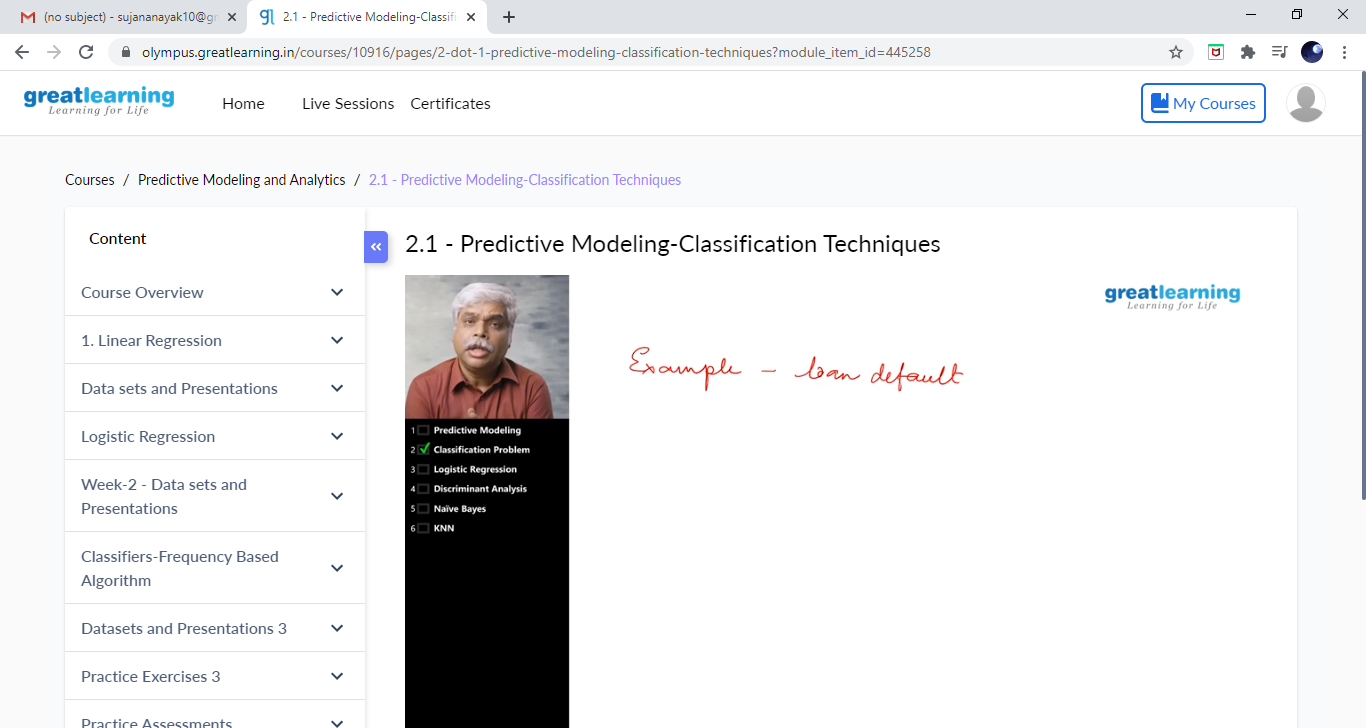 (no subject) - sujananayak10@gr
2.1 - Predictive Modeling-Classifi
olympus.greatlearning.in/courses/10916/pages/2-dot-1-predictive-modeling-classification-techniques?module_item_id=445258
greatlearning
Learning for Life
Home Live Sessions Certificates
My Courses
Courses / Predictive Modeling and Analytics / 2.1 - Predictive Modeling-Classification Techniques
Content
Course Overview
1. Linear Regression
Data sets and Presentations
Logistic Regression
Week-2 - Data sets and
Presentations
Classifiers-Frequency Based
Algorithm
Datasets and Presentations 3
Practice Exercises 3
Practice Assessments
2.1 - Predictive Modeling-Classification Techniques
greatlearning
Learning for Life
Example - loan default
1 Predictive Modeling
2 Classification Problem
3 Logistic Regression
4 Discriminant Analysis
5 Naïve Bayes
6 KNN